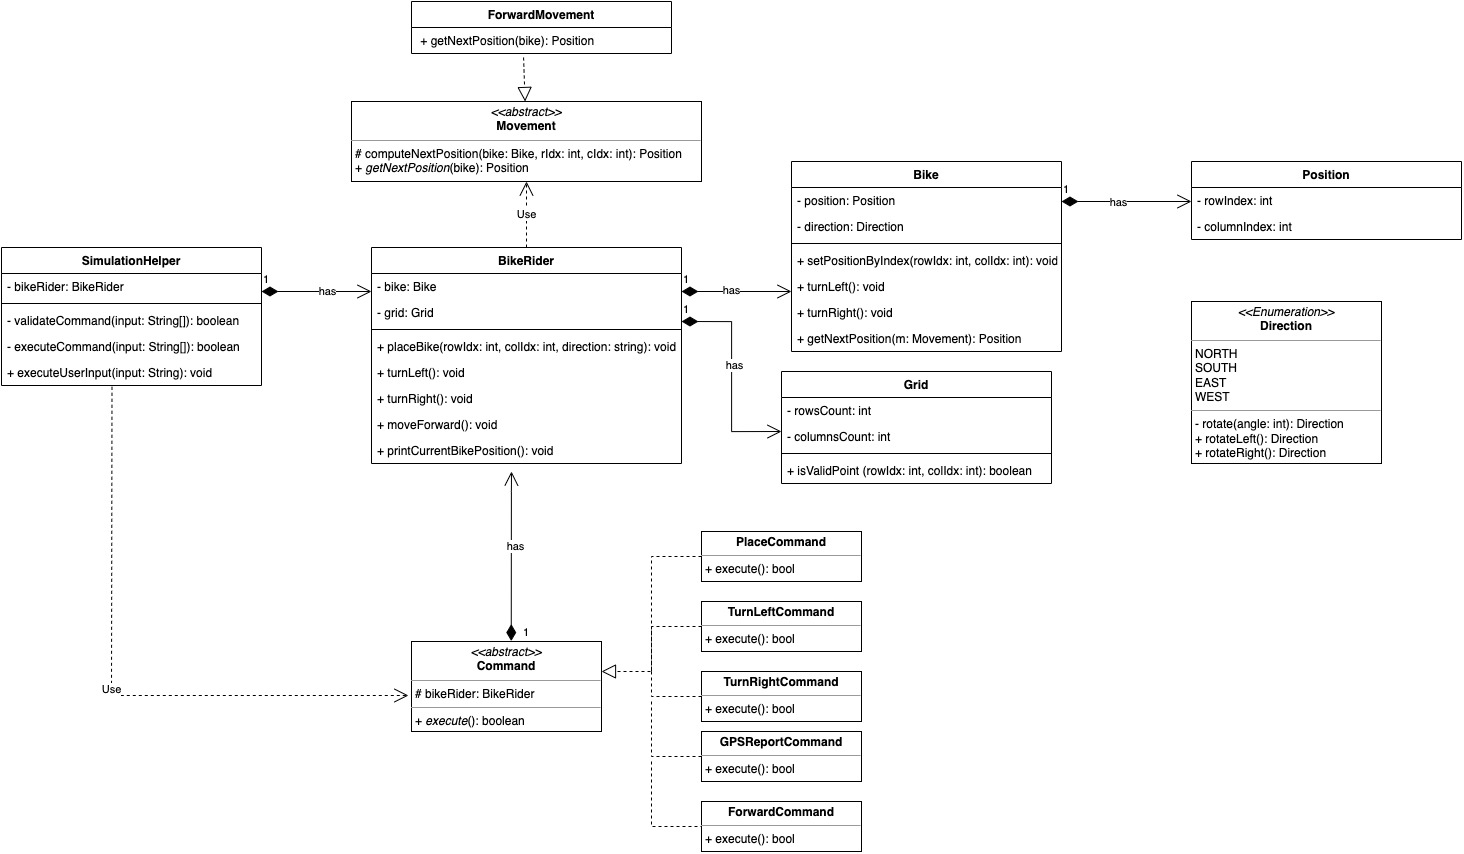 ForwardMovement
+ getNextPosition(bike): Position
<<abstract>>
Movement
# computeNextPosition(bike: Bike, rIdx: int, cIdx: int): Position
+ getNextPosition(bike): Position
Use
SimulationHelper
- bikeRider: BikeRider
- validateCommand(input: String[]): boolean
- executeCommand(input: String[]): boolean
+ executeUserInput(input: String): void
1
has
BikeRider
- bike: Bike
- grid: Grid
+ placeBike(rowIdx: int, colIdx: int, direction: string): void
+ turnLeft(): void
+ turnRight(): void
+ moveForward(): void
+ printCurrentBikePosition(): void
1
has
1
has
Bike
- position: Position
- direction: Direction
+ setPositionByIndex(rowIdx: int, colIdx: int): void
+ turnLeft(): void
+ turnRight(): void
+ getNextPosition(m: Movement): Position
1
has
Position
- rowIndex: int
- columnIndex: int
Grid
- rowsCount: int
- columnsCount: int
+ isValidPoint (rowIdx: int, colIdx: int): boolean
<<Enumeration>>
Direction
NORTH
SOUTH
EAST
WEST
- rotate(angle: int): Direction
+ rotateLeft(): Direction
+ rotateRight(): Direction
has
1
Use
<<abstract>>
Command
# bikeRider: BikeRider
+ execute(): boolean
PlaceCommand
+ execute(): bool
TurnLeftCommand
+ execute(): bool
TurnRightCommand
+ execute(): bool
GPSReportCommand
+ execute(): bool
ForwardCommand
+ execute(): bool